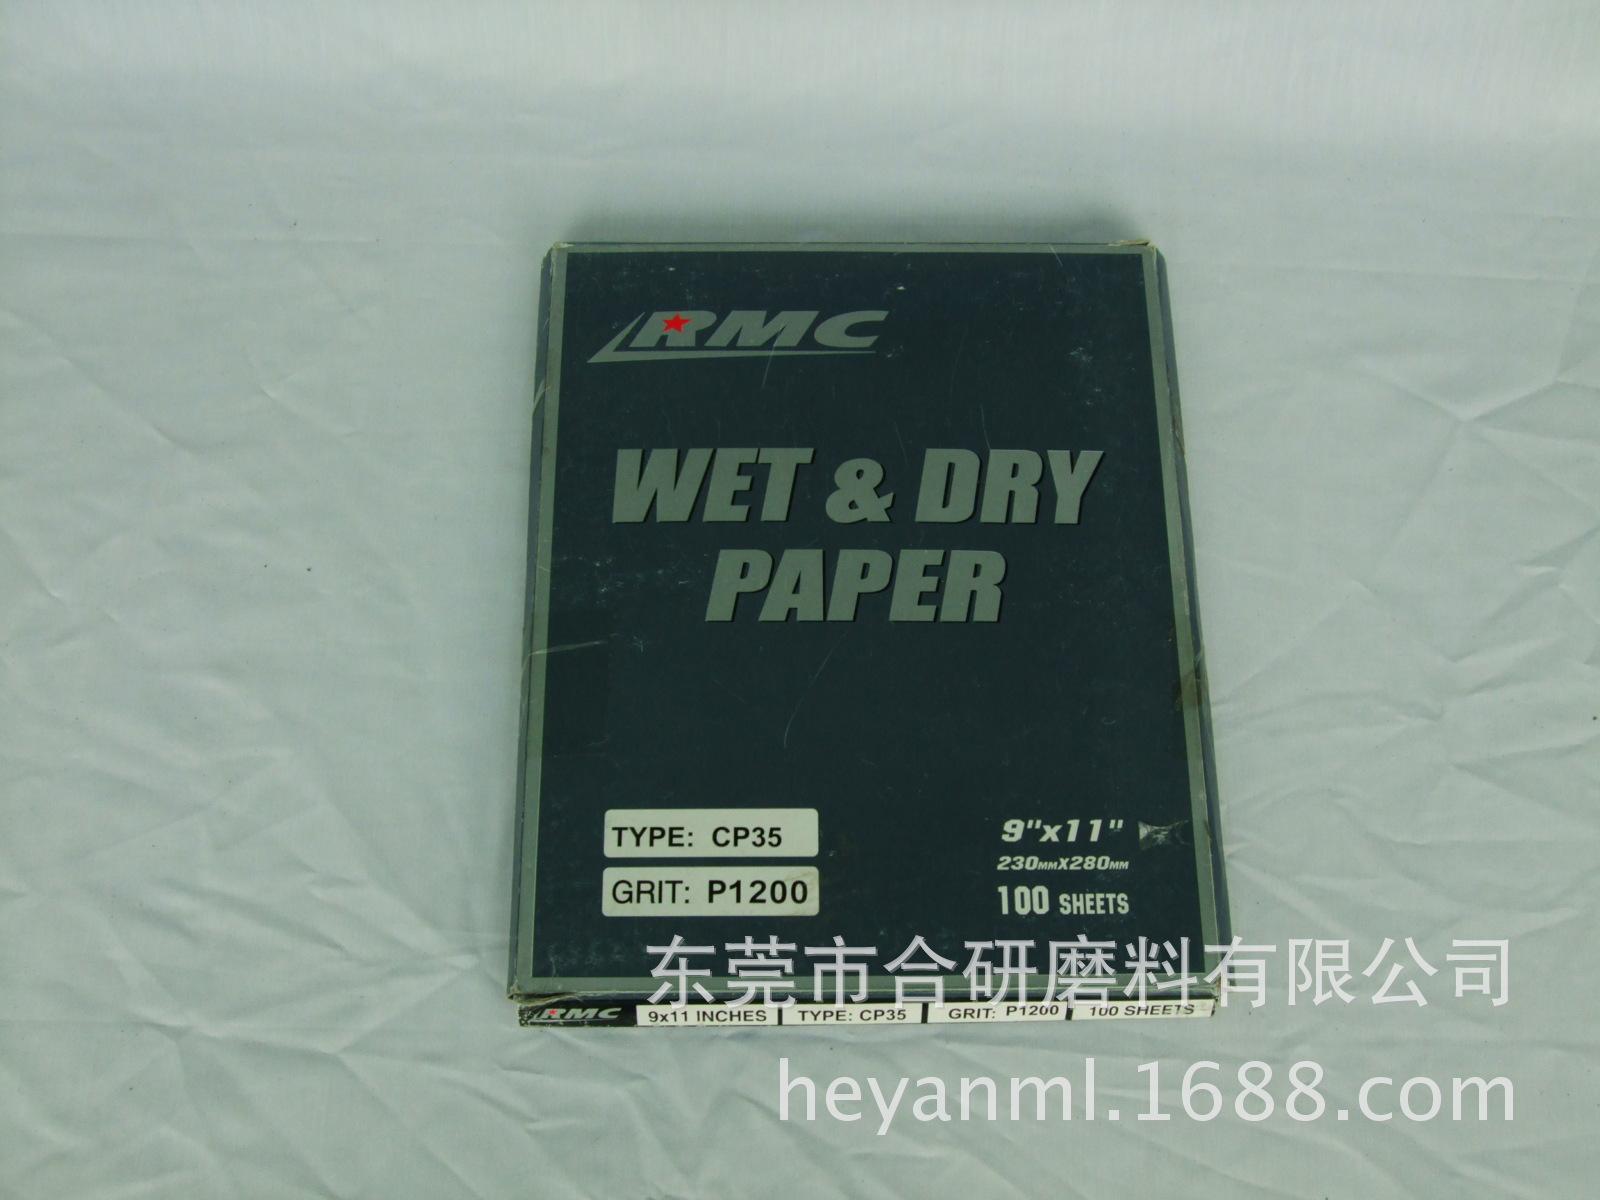 RMC
WET & DRY
PAPER
TYPE: CP35
GRIT: P1200
9"x11"
230MMX280MM
100 SHEETS
东莞市合研磨料有限公司
RMC 9x11 INCHES TYPE: CP35 GRIT: P1200 100 SHEETS
heyanml.1688.com